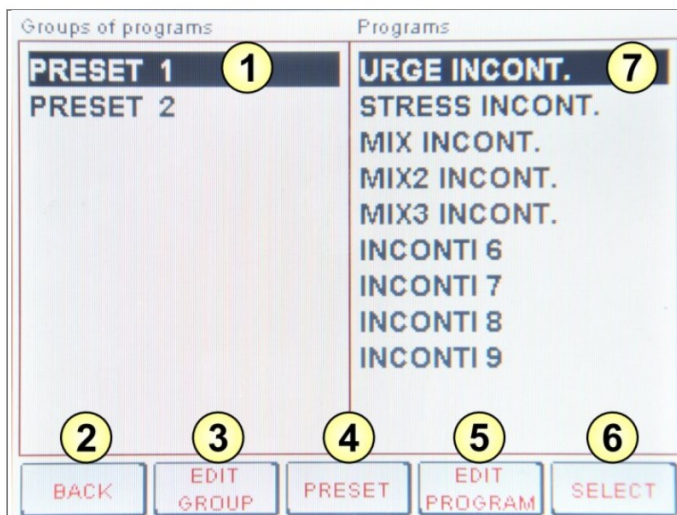 Groups of programs
Programs
PRESET 1
1
PRESET 2
URGE INCONT.
7
STRESS INCONT.
MIX INCONT.
MIX2 INCONT.
MIX3 INCONT.
INCONTI 6
INCONTI 7
INCONTI 8
INCONTI 9
2
3
4
5
6
BACK
EDIT
GROUP
PRESET
EDIT
PROGRAM
SELECT